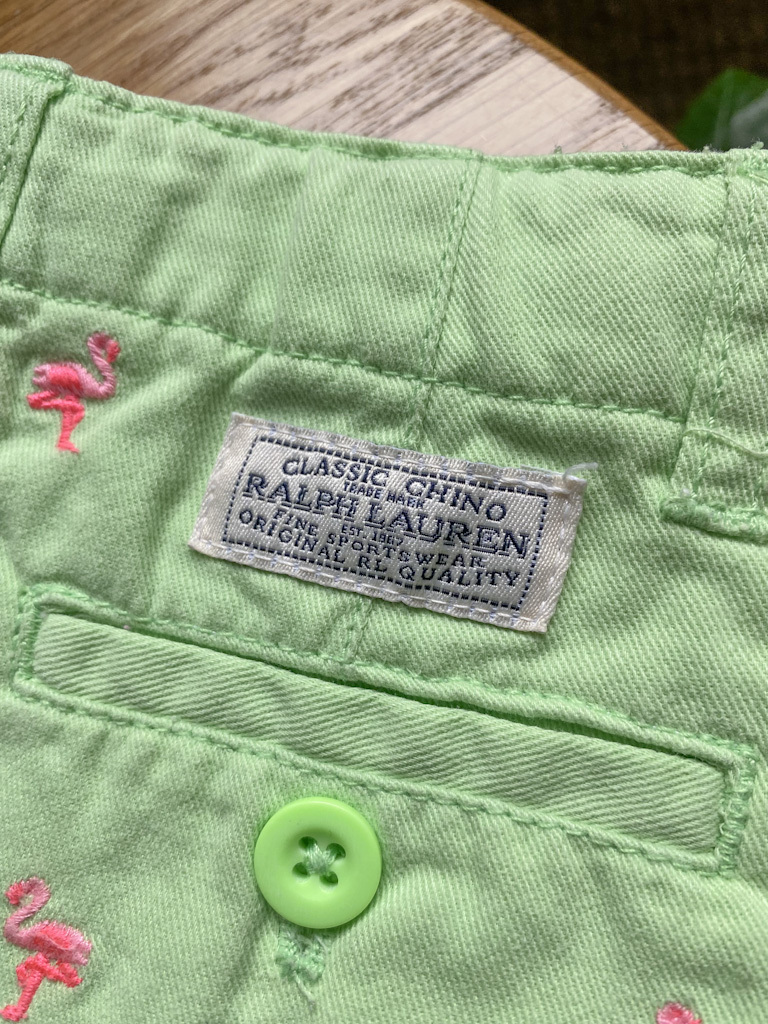 CLASSIC CHINO
TRADE MARK
RALPH LAUREN
EST. 1967
FINE SPORTSWEAR
ORIGINAL RL QUALITY